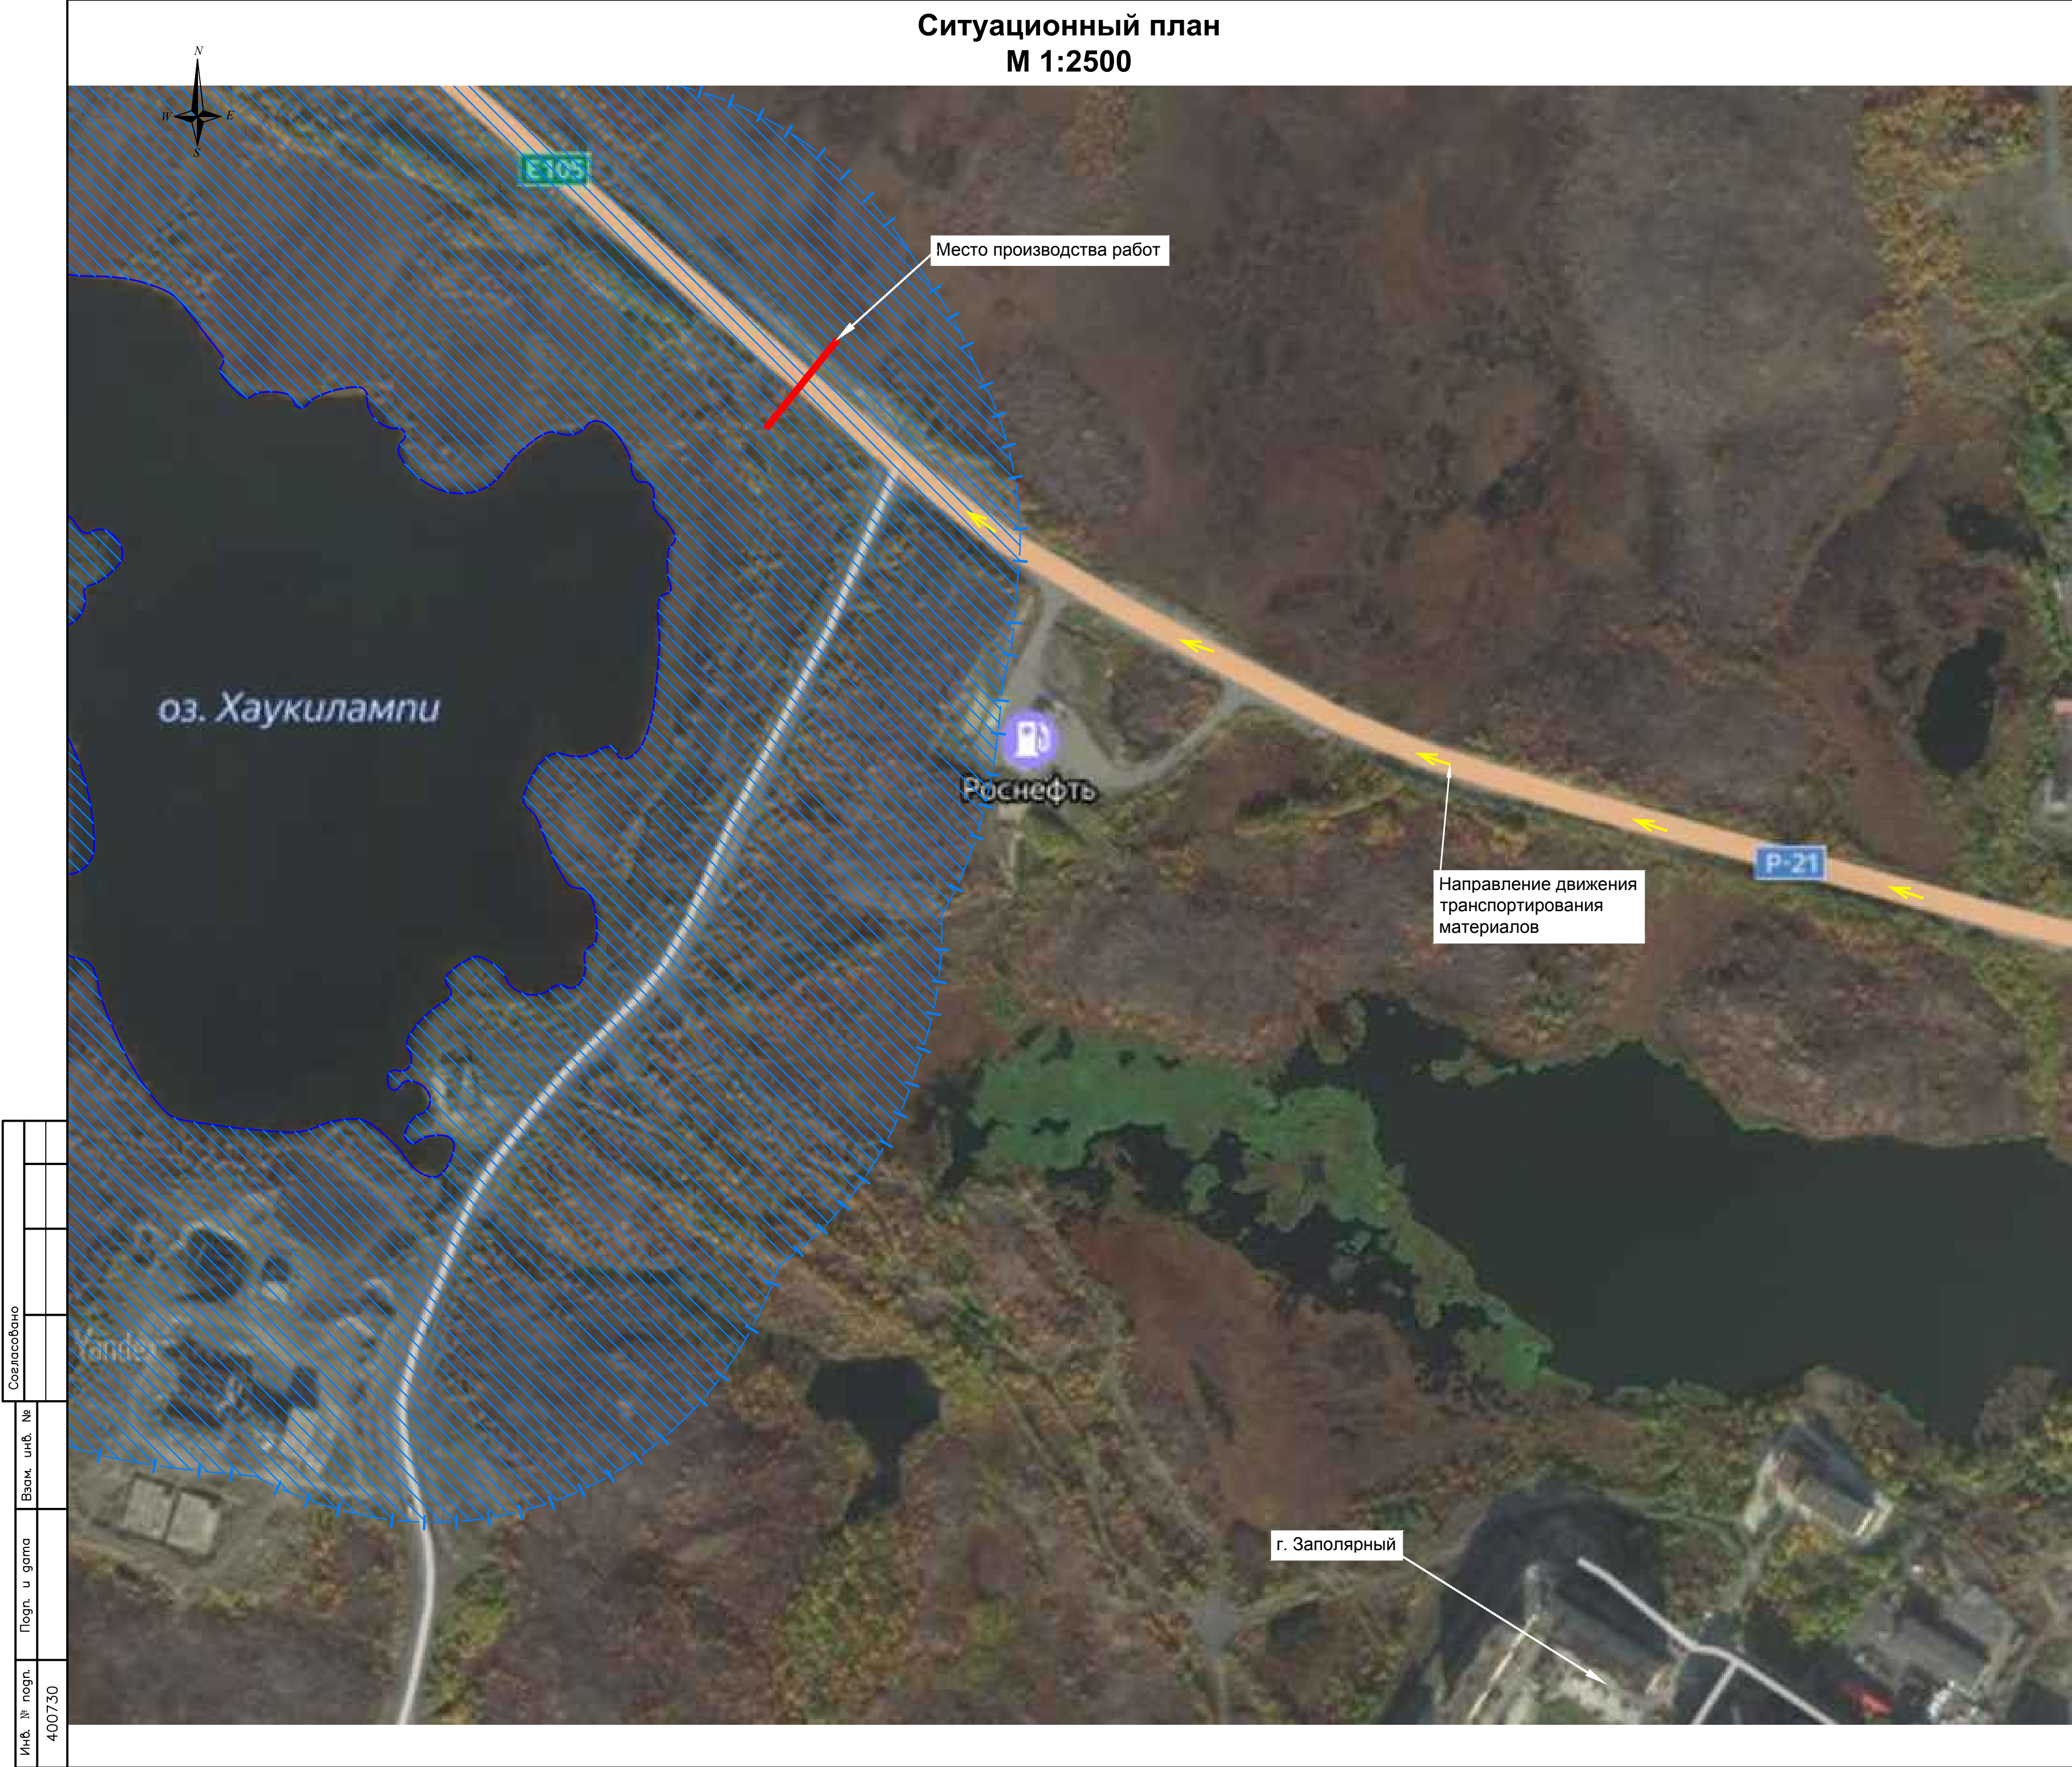 Ситуационный план
М 1:2500
N
W
E
S
E105
Место производства работ
оз. Хаукилампи
Роснефть
Р-21
Направление движения
транспортирования
материалов
г. Заполярный
Yandex
Согласовано
Взам. инв. №
Подп. и дата
Инв. № подл.
400730